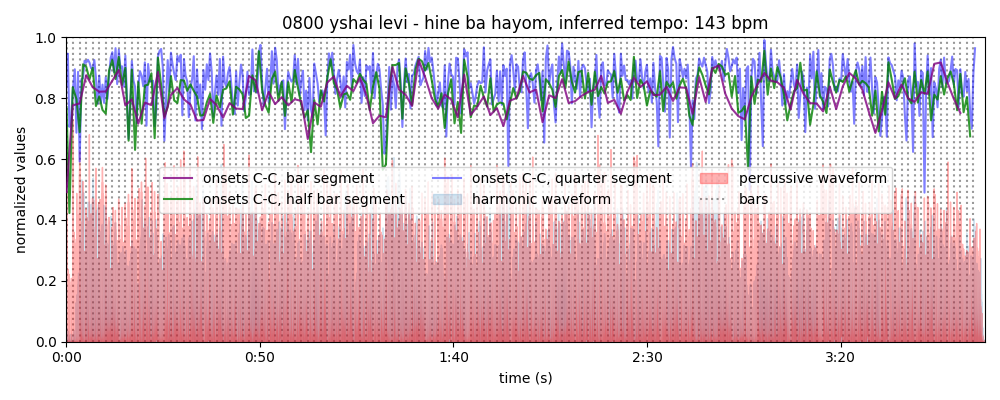 0800 yshai levi - hine ba hayom, inferred tempo: 143 bpm
1.0
0.8
0.6
0.4
0.2
0.0
normalized values
onsets C-C, bar segment
onsets C-C, half bar segment
onsets C-C, quarter segment
harmonic waveform
percussive waveform
bars
0:00 0:50 1:40 2:30 3:20
time (s)